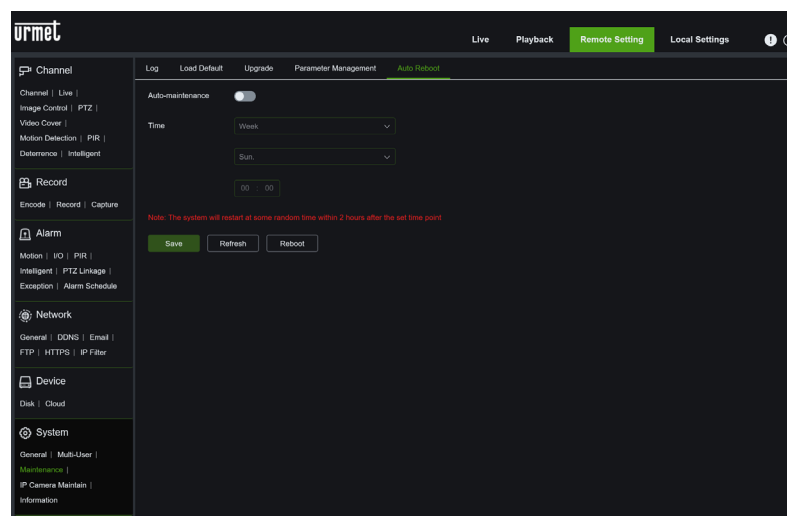 urmet
Live Playback Remote Setting Local Settings
Channel
Channel | Live |
Image Control | PTZ |
Video Cover |
Motion Detection | PIR |
Deterrence | Intelligent
Record
Encode | Record | Capture
Alarm
Motion | I/O | PIR |
Intelligent | PTZ Linkage |
Exception | Alarm Schedule
Network
General | DDNS | Email |
FTP | HTTPS | IP Filter
Device
Disk | Cloud
System
General | Multi-User |
Maintenance |
IP Camera Maintain |
Information
Log Load Default Upgrade Parameter Management Auto Reboot
Auto-maintenance
Time Week
Sun.
00 : 00
Note: The system will restart at some random time within 2 hours after the set time point
Save Refresh Reboot